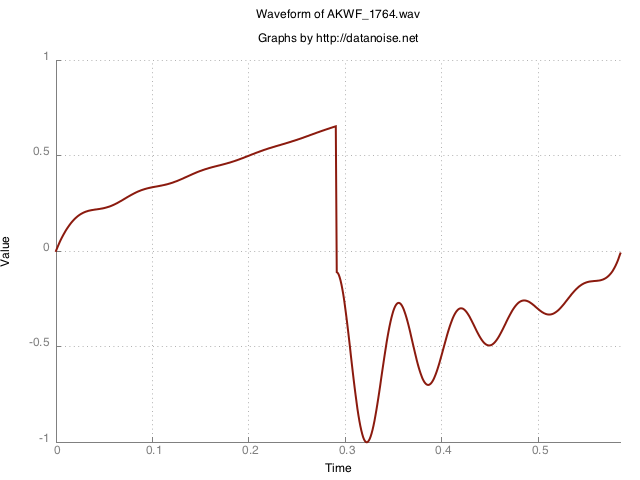 Waveform of AKWF_1764.wav
Graphs by http://datanoise.net
1
0.5
0
-0.5
-1
Value
0 0.1 0.2 0.3 0.4 0.5
Time